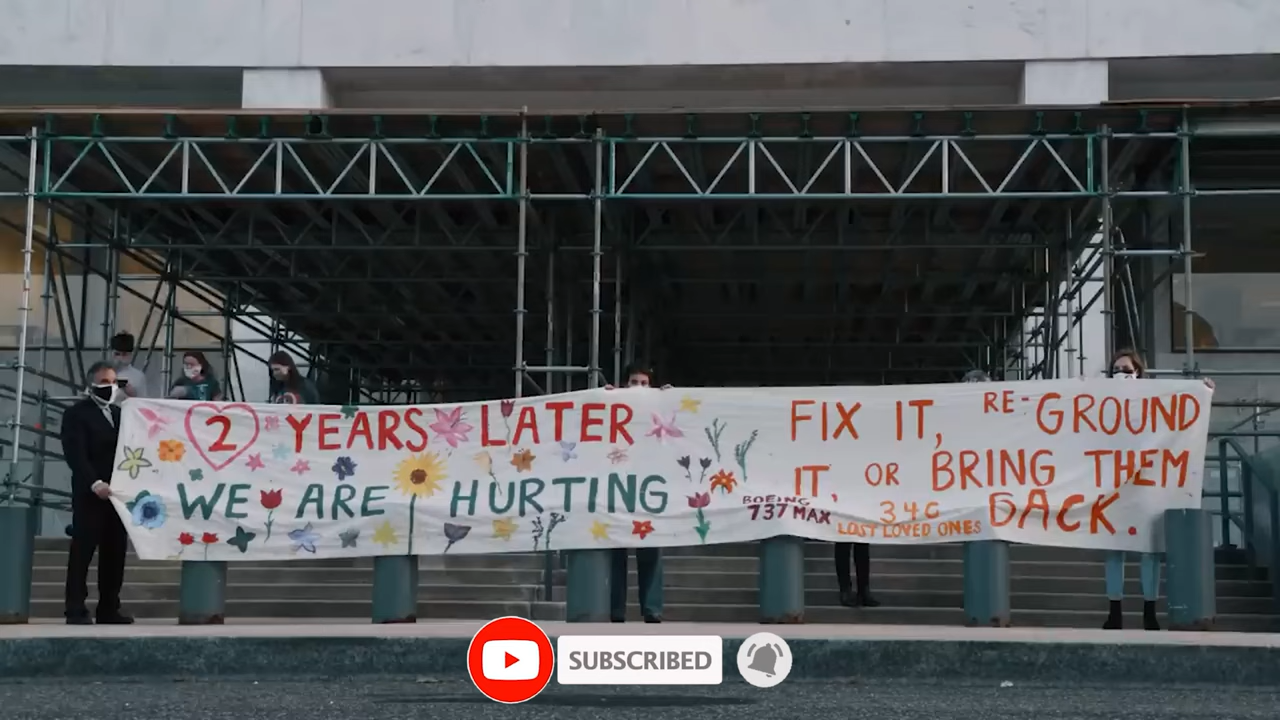 2 YEARS LATER
WE ARE HURTING
FIX IT, RE-GROUND
IT, OR BRING THEM
BACK.
BOEING
737 MAX
346
LOST LOVED ONES
SUBSCRIBED